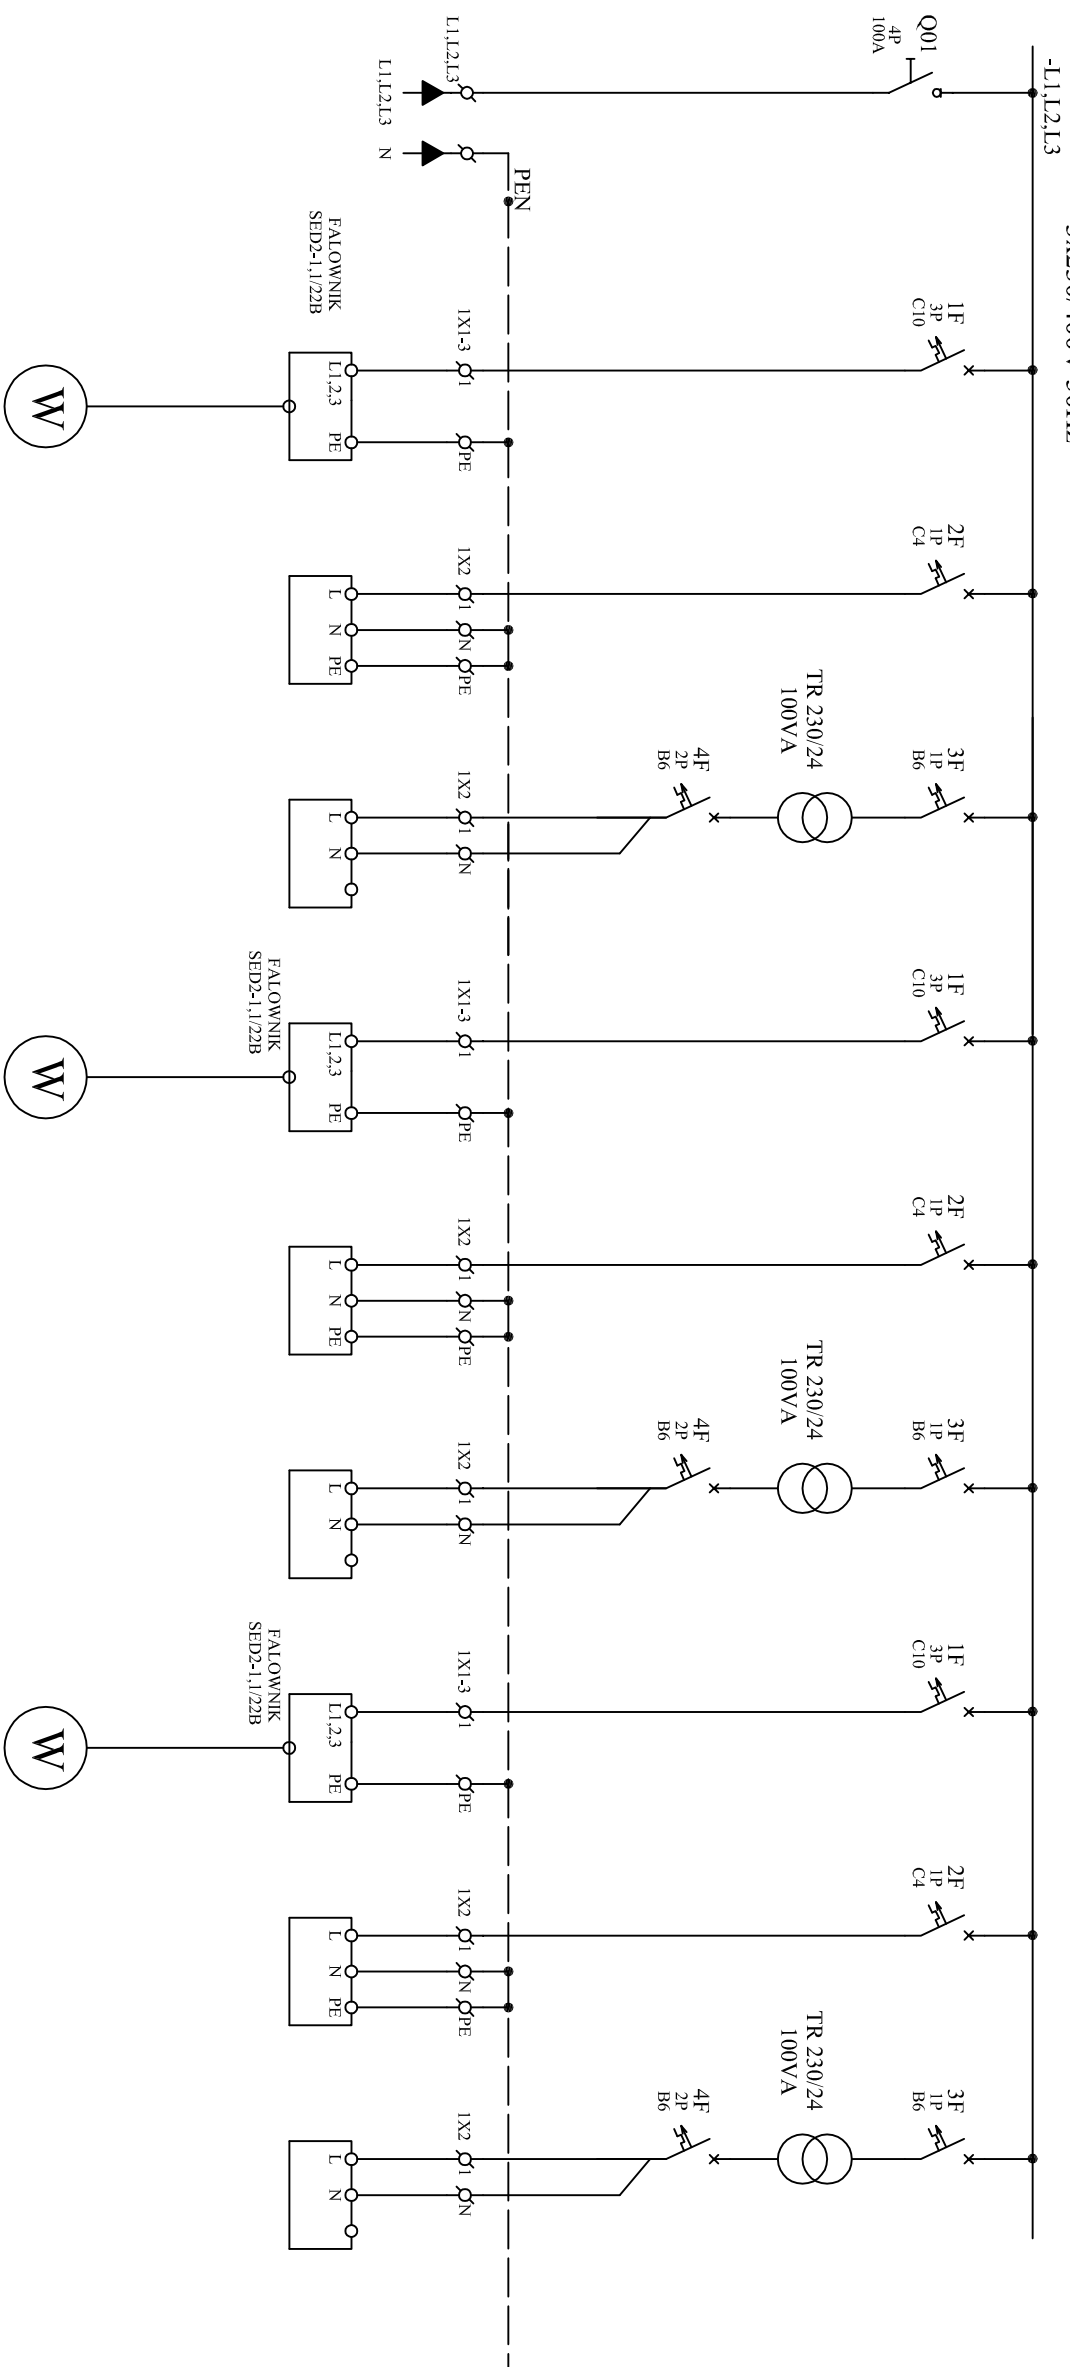 -L1,L2,L3
Q01
4P
100A
L1,L2,L3
L1,L2,L3
N
PEN
1F
3P
C10
1X1-3
1
PE
FALOWNIK
SED2-1,1/22B
L1,2,3
PE
W
2F
1P
C4
1X2
1
N
PE
L
N
PE
3F
1P
B6
TR 230/24
100VA
4F
2P
B6
1X2
1
N
L
N
1F
3P
C10
1X1-3
1
PE
FALOWNIK
SED2-1,1/22B
L1,2,3
PE
W
2F
1P
C4
1X2
1
N
PE
L
N
PE
3F
1P
B6
TR 230/24
100VA
4F
2P
B6
1X2
1
N
L
N
1F
3P
C10
1X1-3
1
PE
FALOWNIK
SED2-1,1/22B
L1,2,3
PE
W
2F
1P
C4
1X2
1
N
PE
L
N
PE
3F
1P
B6
TR 230/24
100VA
4F
2P
B6
1X2
1
N
L
N